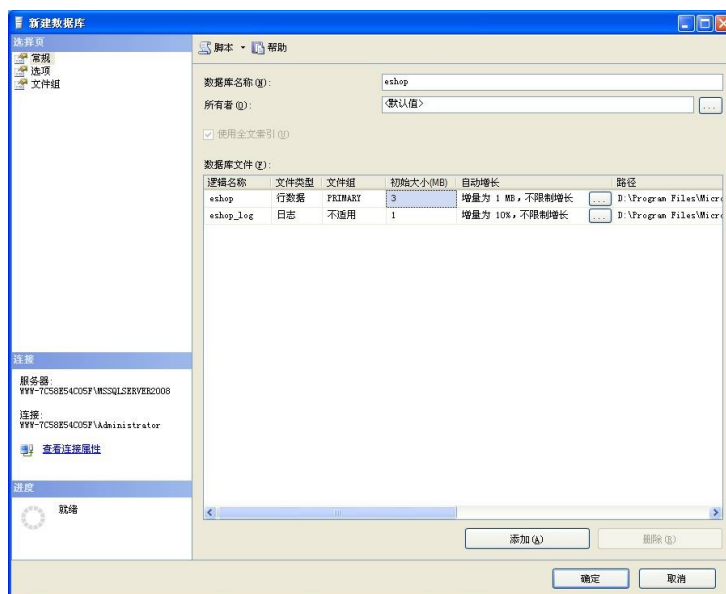 新建数据库
选择页
常规
选项
文件组
脚本 帮助
数据库名称(N): eshop
所有者(O): <默认值> ...
使用全文索引(U)
数据库文件(F):
逻辑名称 文件类型 文件组 初始大小(MB) 自动增长 路径
eshop 行数据 PRIMARY 3 增量为 1 MB，不限制增长 ... D:\Program Files\Micro
eshop_log 日志 不适用 1 增量为 10%，不限制增长 ... D:\Program Files\Micro
连接
服务器:
WWW-7C58E54C05F\MSSQLSERVER2008
连接:
WWW-7C58E54C05F\Administrator
查看连接属性
进度
就绪
添加(A) 删除(R)
确定 取消